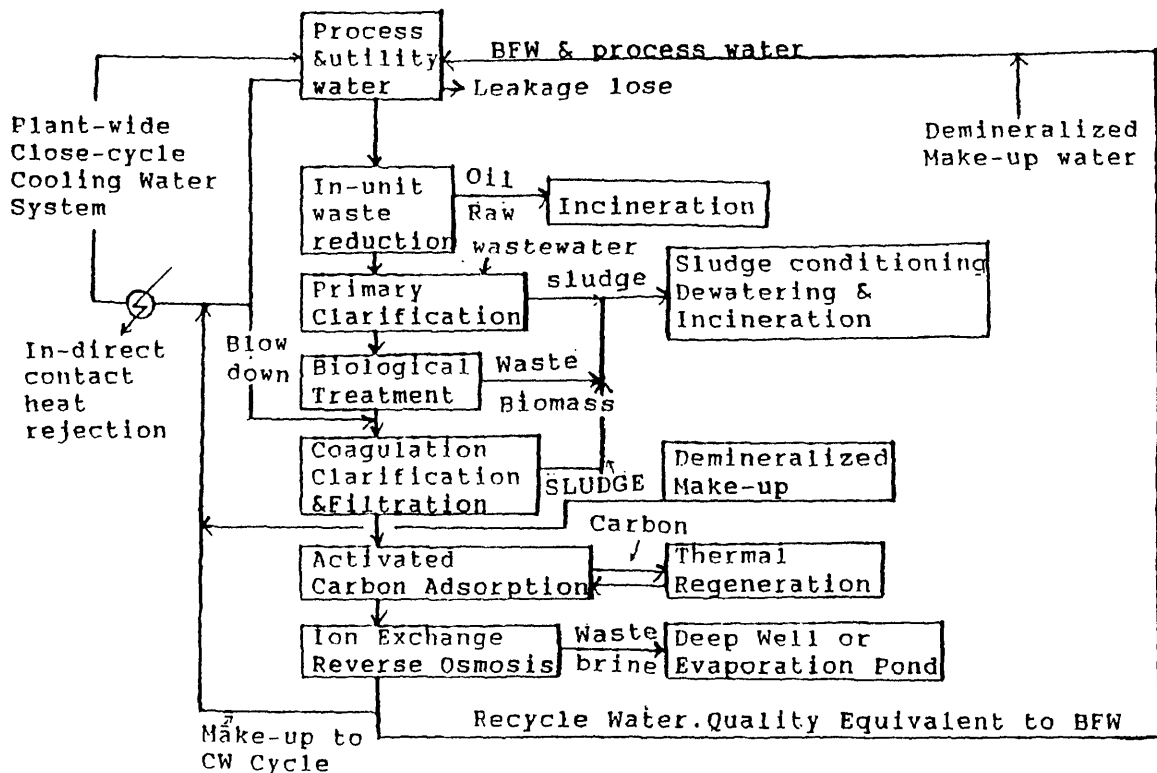 Process
&utility
water
BFW & process water
Leakage lose
Plant-wide
Close-cycle
Cooling Water
System
Demineralized
Make-up water
In-unit
waste
reduction
Oil
Raw
wastewater
Incineration
Primary
Clarification
sludge
Sludge conditioning
Dewatering &
Incineration
In-direct
contact
heat
rejection
Blow
down
Biological
Treatment
Waste
Biomass
Coagulation
Clarification
&Filtration
SLUDGE
Demineralized
Make-up
Activated
Carbon Adsorption
Carbon
Thermal
Regeneration
Ion Exchange
Reverse Osmosis
Waste
brine
Deep Well or
Evaporation Pond
Recycle Water.Quality Equivalent to BFW
Make-up to
CW Cycle